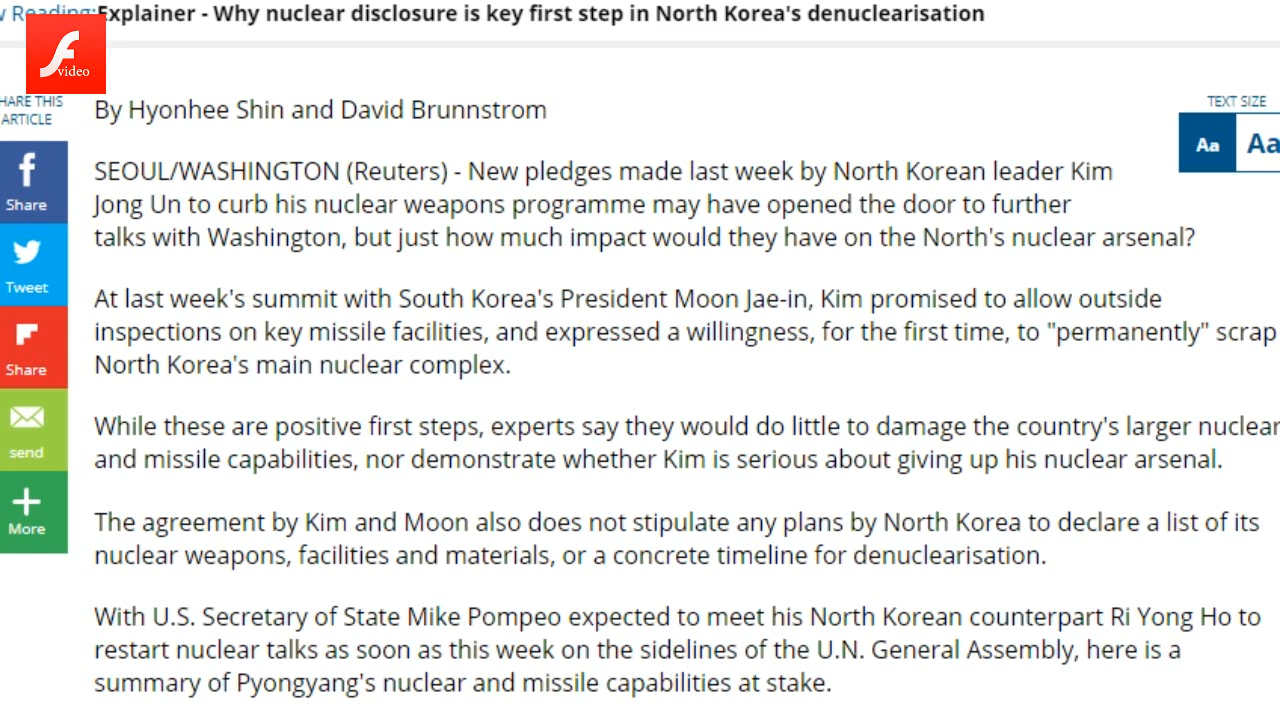 w Reading:Explainer - Why nuclear disclosure is key first step in North Korea's denuclearisation
video
HARE THIS
ARTICLE
By Hyonhee Shin and David Brunnstrom
TEXT SIZE
Aa
Aa
SEOUL/WASHINGTON (Reuters) - New pledges made last week by North Korean leader Kim
Jong Un to curb his nuclear weapons programme may have opened the door to further
talks with Washington, but just how much impact would they have on the North's nuclear arsenal?
Share
Tweet
Share
send
More
At last week's summit with South Korea's President Moon Jae-in, Kim promised to allow outside
inspections on key missile facilities, and expressed a willingness, for the first time, to "permanently" scrap
North Korea's main nuclear complex.
While these are positive first steps, experts say they would do little to damage the country's larger nuclear
and missile capabilities, nor demonstrate whether Kim is serious about giving up his nuclear arsenal.
The agreement by Kim and Moon also does not stipulate any plans by North Korea to declare a list of its
nuclear weapons, facilities and materials, or a concrete timeline for denuclearisation.
With U.S. Secretary of State Mike Pompeo expected to meet his North Korean counterpart Ri Yong Ho to
restart nuclear talks as soon as this week on the sidelines of the U.N. General Assembly, here is a
summary of Pyongyang's nuclear and missile capabilities at stake.